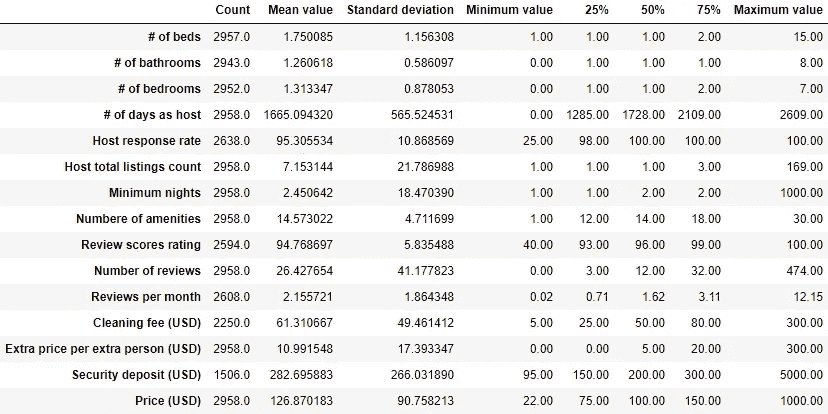 Count Mean value Standard deviation Minimum value 25% 50% 75% Maximum value
# of beds 2957.0 1.750085 1.156308 1.00 1.00 1.00 2.00 15.00
# of bathrooms 2943.0 1.260618 0.586097 0.00 1.00 1.00 1.00 8.00
# of bedrooms 2952.0 1.313347 0.878053 0.00 1.00 1.00 2.00 7.00
# of days as host 2958.0 1665.094320 565.524531 0.00 1285.00 1728.00 2109.00 2609.00
Host response rate 2638.0 95.305534 10.868569 25.00 98.00 100.00 100.00 100.00
Host total listings count 2958.0 7.153144 21.786988 1.00 1.00 1.00 3.00 169.00
Minimum nights 2958.0 2.450642 18.470390 1.00 1.00 2.00 2.00 1000.00
Numbere of amenities 2958.0 14.573022 4.711699 1.00 12.00 14.00 18.00 30.00
Review scores rating 2594.0 94.768697 5.835488 40.00 93.00 96.00 99.00 100.00
Number of reviews 2958.0 26.427654 41.177823 0.00 3.00 12.00 32.00 474.00
Reviews per month 2608.0 2.155721 1.864348 0.02 0.71 1.62 3.11 12.15
Cleaning fee (USD) 2250.0 61.310667 49.461412 5.00 25.00 50.00 80.00 300.00
Extra price per extra person (USD) 2958.0 10.991548 17.393347 0.00 0.00 5.00 20.00 300.00
Security deposit (USD) 1506.0 282.695883 266.031890 95.00 150.00 200.00 300.00 5000.00
Price (USD) 2958.0 126.870183 90.758213 22.00 75.00 100.00 150.00 1000.00